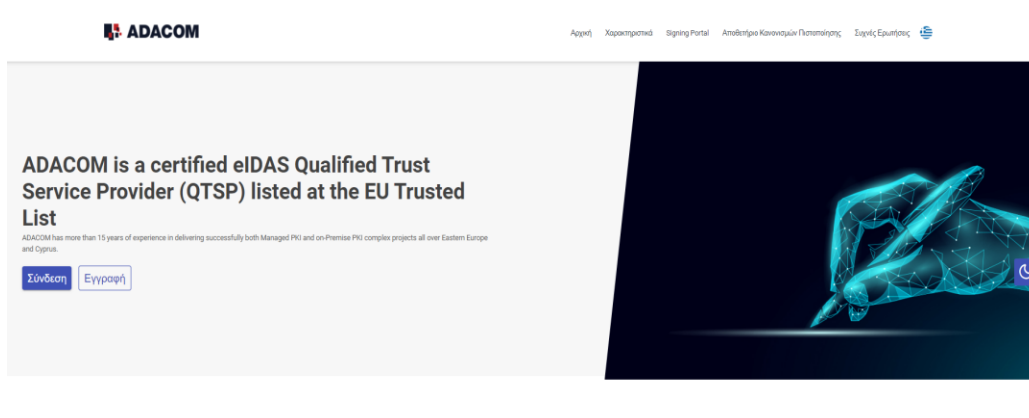 ADACOM
Αρχική Χαρακτηριστικά Signing Portal Αποθετήριο Κανονισμών Πιστοποίησης Συχνές Ερωτήσεις
ADACOM is a certified eIDAS Qualified Trust
Service Provider (QTSP) listed at the EU Trusted
List
ADACOM has more than 15 years of experience in delivering successfully both Managed PKI and on-Premise PKI complex projects all over Eastern Europe
and Cyprus.
Σύνδεση Εγγραφή